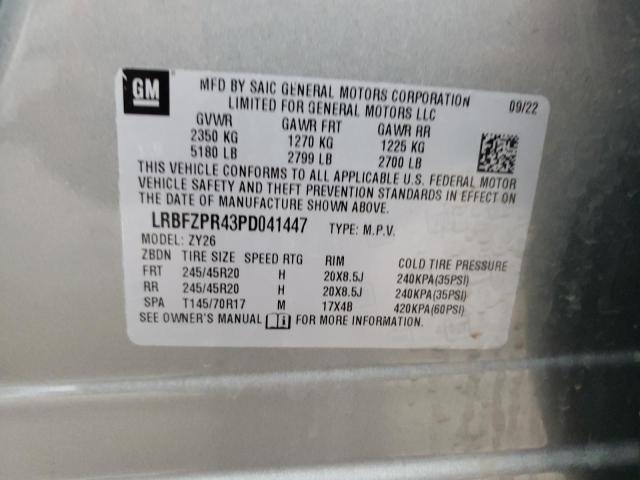 GM
MFD BY SAIC GENERAL MOTORS CORPORATION
LIMITED FOR GENERAL MOTORS LLC
09/22
GVWR GAWR FRT GAWR RR
2350 KG 1270 KG 1225 KG
5180 LB 2799 LB 2700 LB
THIS VEHICLE CONFORMS TO ALL APPLICABLE U.S. FEDERAL MOTOR
VEHICLE SAFETY AND THEFT PREVENTION STANDARDS IN EFFECT ON
THE DATE OF MANUFACTURE SHOWN ABOVE.
LRBFZPR43PD041447 TYPE: M.P.V.
MODEL: ZY26
ZBDN TIRE SIZE SPEED RTG RIM COLD TIRE PRESSURE
FRT 245/45R20 H 20X8.5J 240KPA(35PSI)
RR 245/45R20 H 20X8.5J 240KPA(35PSI)
SPA T145/70R17 M 17X4B 420KPA(60PSI)
SEE OWNER'S MANUAL FOR MORE INFORMATION.